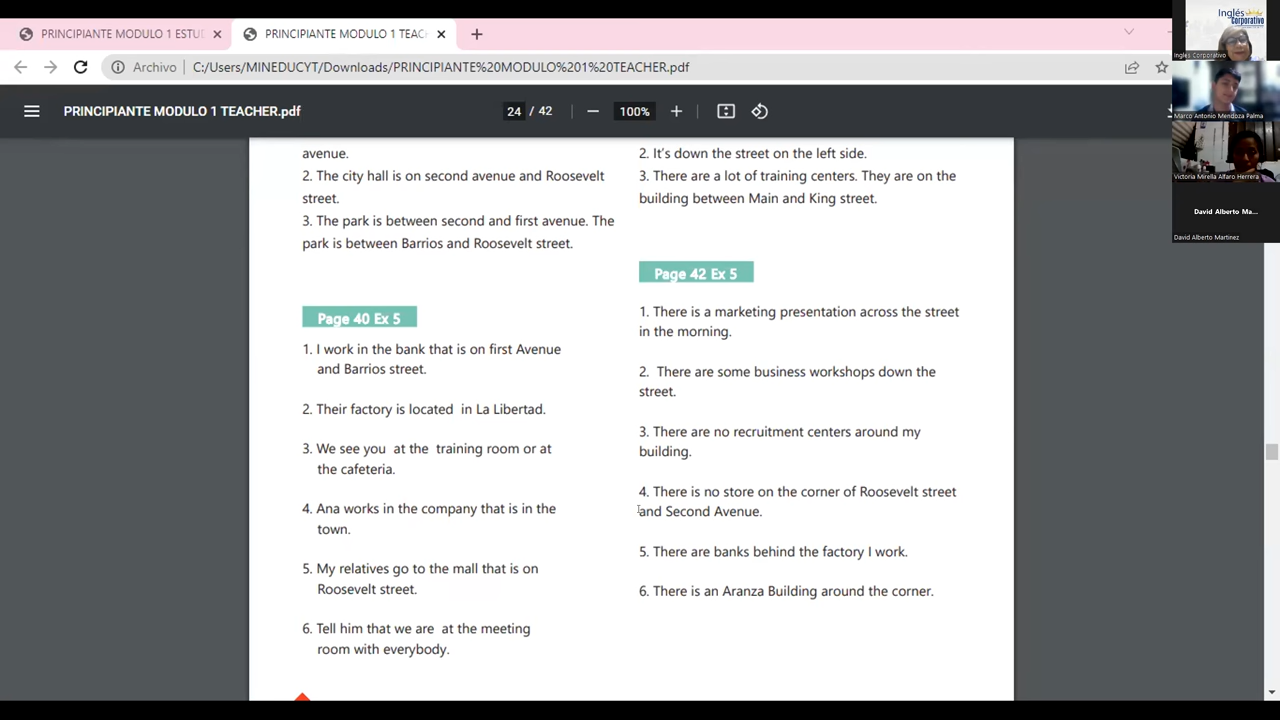 PRINCIPIANTE MODULO 1 ESTU
PRINCIPIANTE MODULO 1 TEAC
Archivo
C:/Users/MINEDUCYT/Downloads/PRINCIPIANTE%20MODULO%201%20TEACHER.pdf
PRINCIPIANTE MODULO 1 TEACHER.pdf
24 / 42
100%
avenue.
2. The city hall is on second avenue and Roosevelt
street.
3. The park is between second and first avenue. The
park is between Barrios and Roosevelt street.
Page 40 Ex 5
1. I work in the bank that is on first Avenue
and Barrios street.
2. Their factory is located in La Libertad.
3. We see you at the training room or at
the cafeteria.
4. Ana works in the company that is in the
town.
5. My relatives go to the mall that is on
Roosevelt street.
6. Tell him that we are at the meeting
room with everybody.
2. It's down the street on the left side.
3. There are a lot of training centers. They are on the
building between Main and King street.
Page 42 Ex 5
1. There is a marketing presentation across the street
in the morning.
2. There are some business workshops down the
street.
3. There are no recruitment centers around my
building.
4. There is no store on the corner of Roosevelt street
and Second Avenue.
5. There are banks behind the factory I work.
6. There is an Aranza Building around the corner.
Inglés
Corporativo
Inglés Corporativo
Marco Antonio Mendoza Palma
Victoria Mirella Alfaro Herrera
David Alberto Ma...
David Alberto Martinez